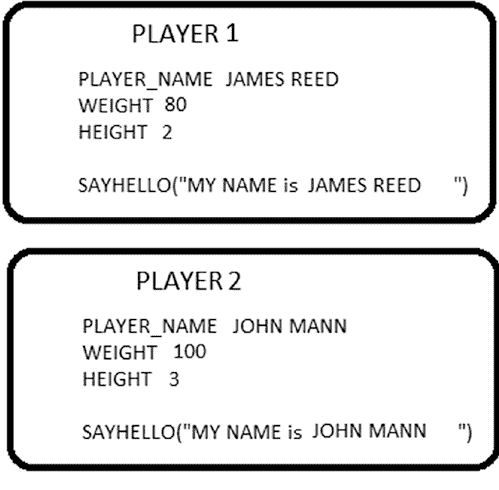 PLAYER 1
PLAYER_NAME JAMES REED
WEIGHT 80
HEIGHT 2
SAYHELLO("MY NAME is JAMES REED ")
PLAYER 2
PLAYER_NAME JOHN MANN
WEIGHT 100
HEIGHT 3
SAYHELLO("MY NAME is JOHN MANN ")